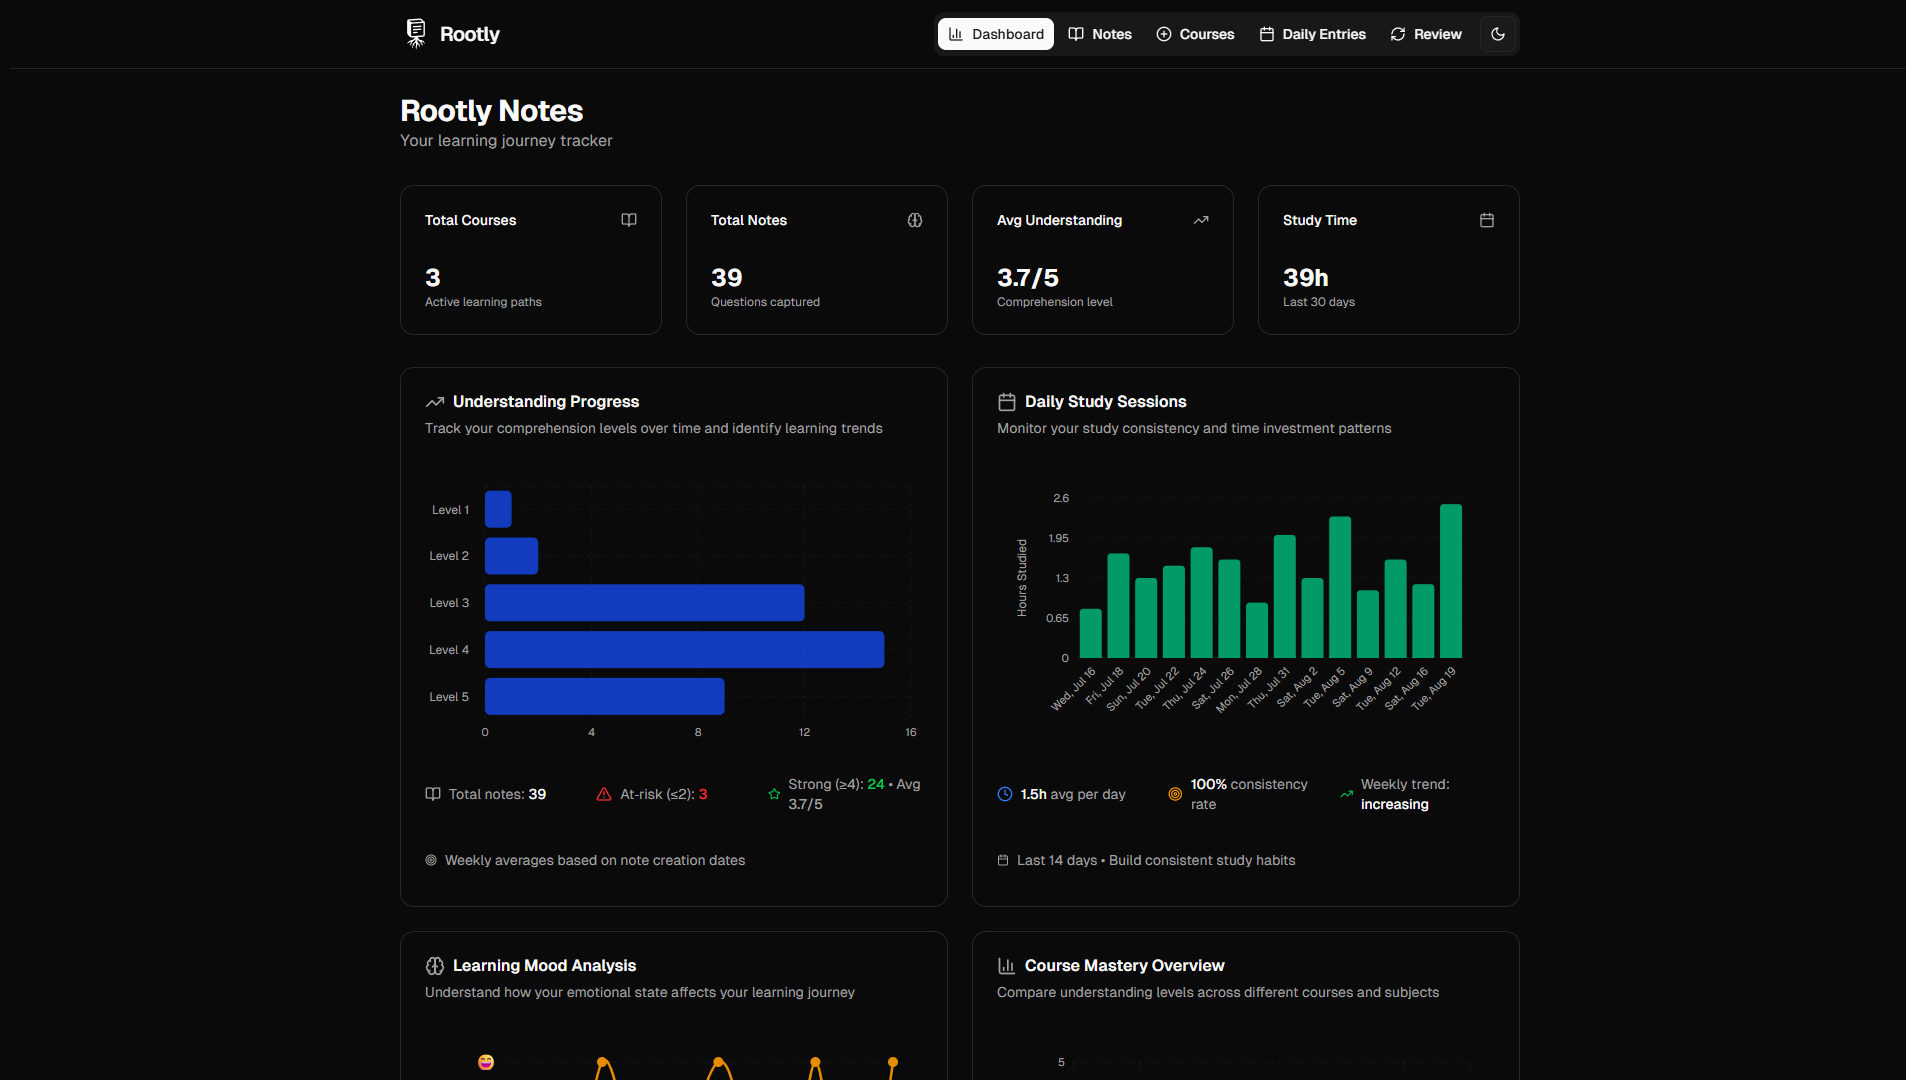 Rootly
Dashboard
Notes
Courses
Daily Entries
Review
Rootly Notes
Your learning journey tracker
Total Courses
3
Active learning paths
Total Notes
39
Questions captured
Avg Understanding
3.7/5
Comprehension level
Study Time
39h
Last 30 days
Understanding Progress
Track your comprehension levels over time and identify learning trends
Level 1
Level 2
Level 3
Level 4
Level 5
0 4 8 12 16
Total notes: 39
At-risk (≤2): 3
Strong (≥4): 24 • Avg
3.7/5
Weekly averages based on note creation dates
Daily Study Sessions
Monitor your study consistency and time investment patterns
Hours Studied
2.6
1.95
1.3
0.65
0
Wed, Jul 16
Fri, Jul 18
Sun, Jul 20
Tue, Jul 22
Thu, Jul 24
Sat, Jul 26
Mon, Jul 28
Thu, Jul 31
Sat, Aug 2
Tue, Aug 5
Sat, Aug 9
Tue, Aug 12
Sat, Aug 16
Tue, Aug 19
1.5h avg per day
100% consistency
rate
Weekly trend:
increasing
Last 14 days • Build consistent study habits
Learning Mood Analysis
Understand how your emotional state affects your learning journey
Course Mastery Overview
Compare understanding levels across different courses and subjects
5